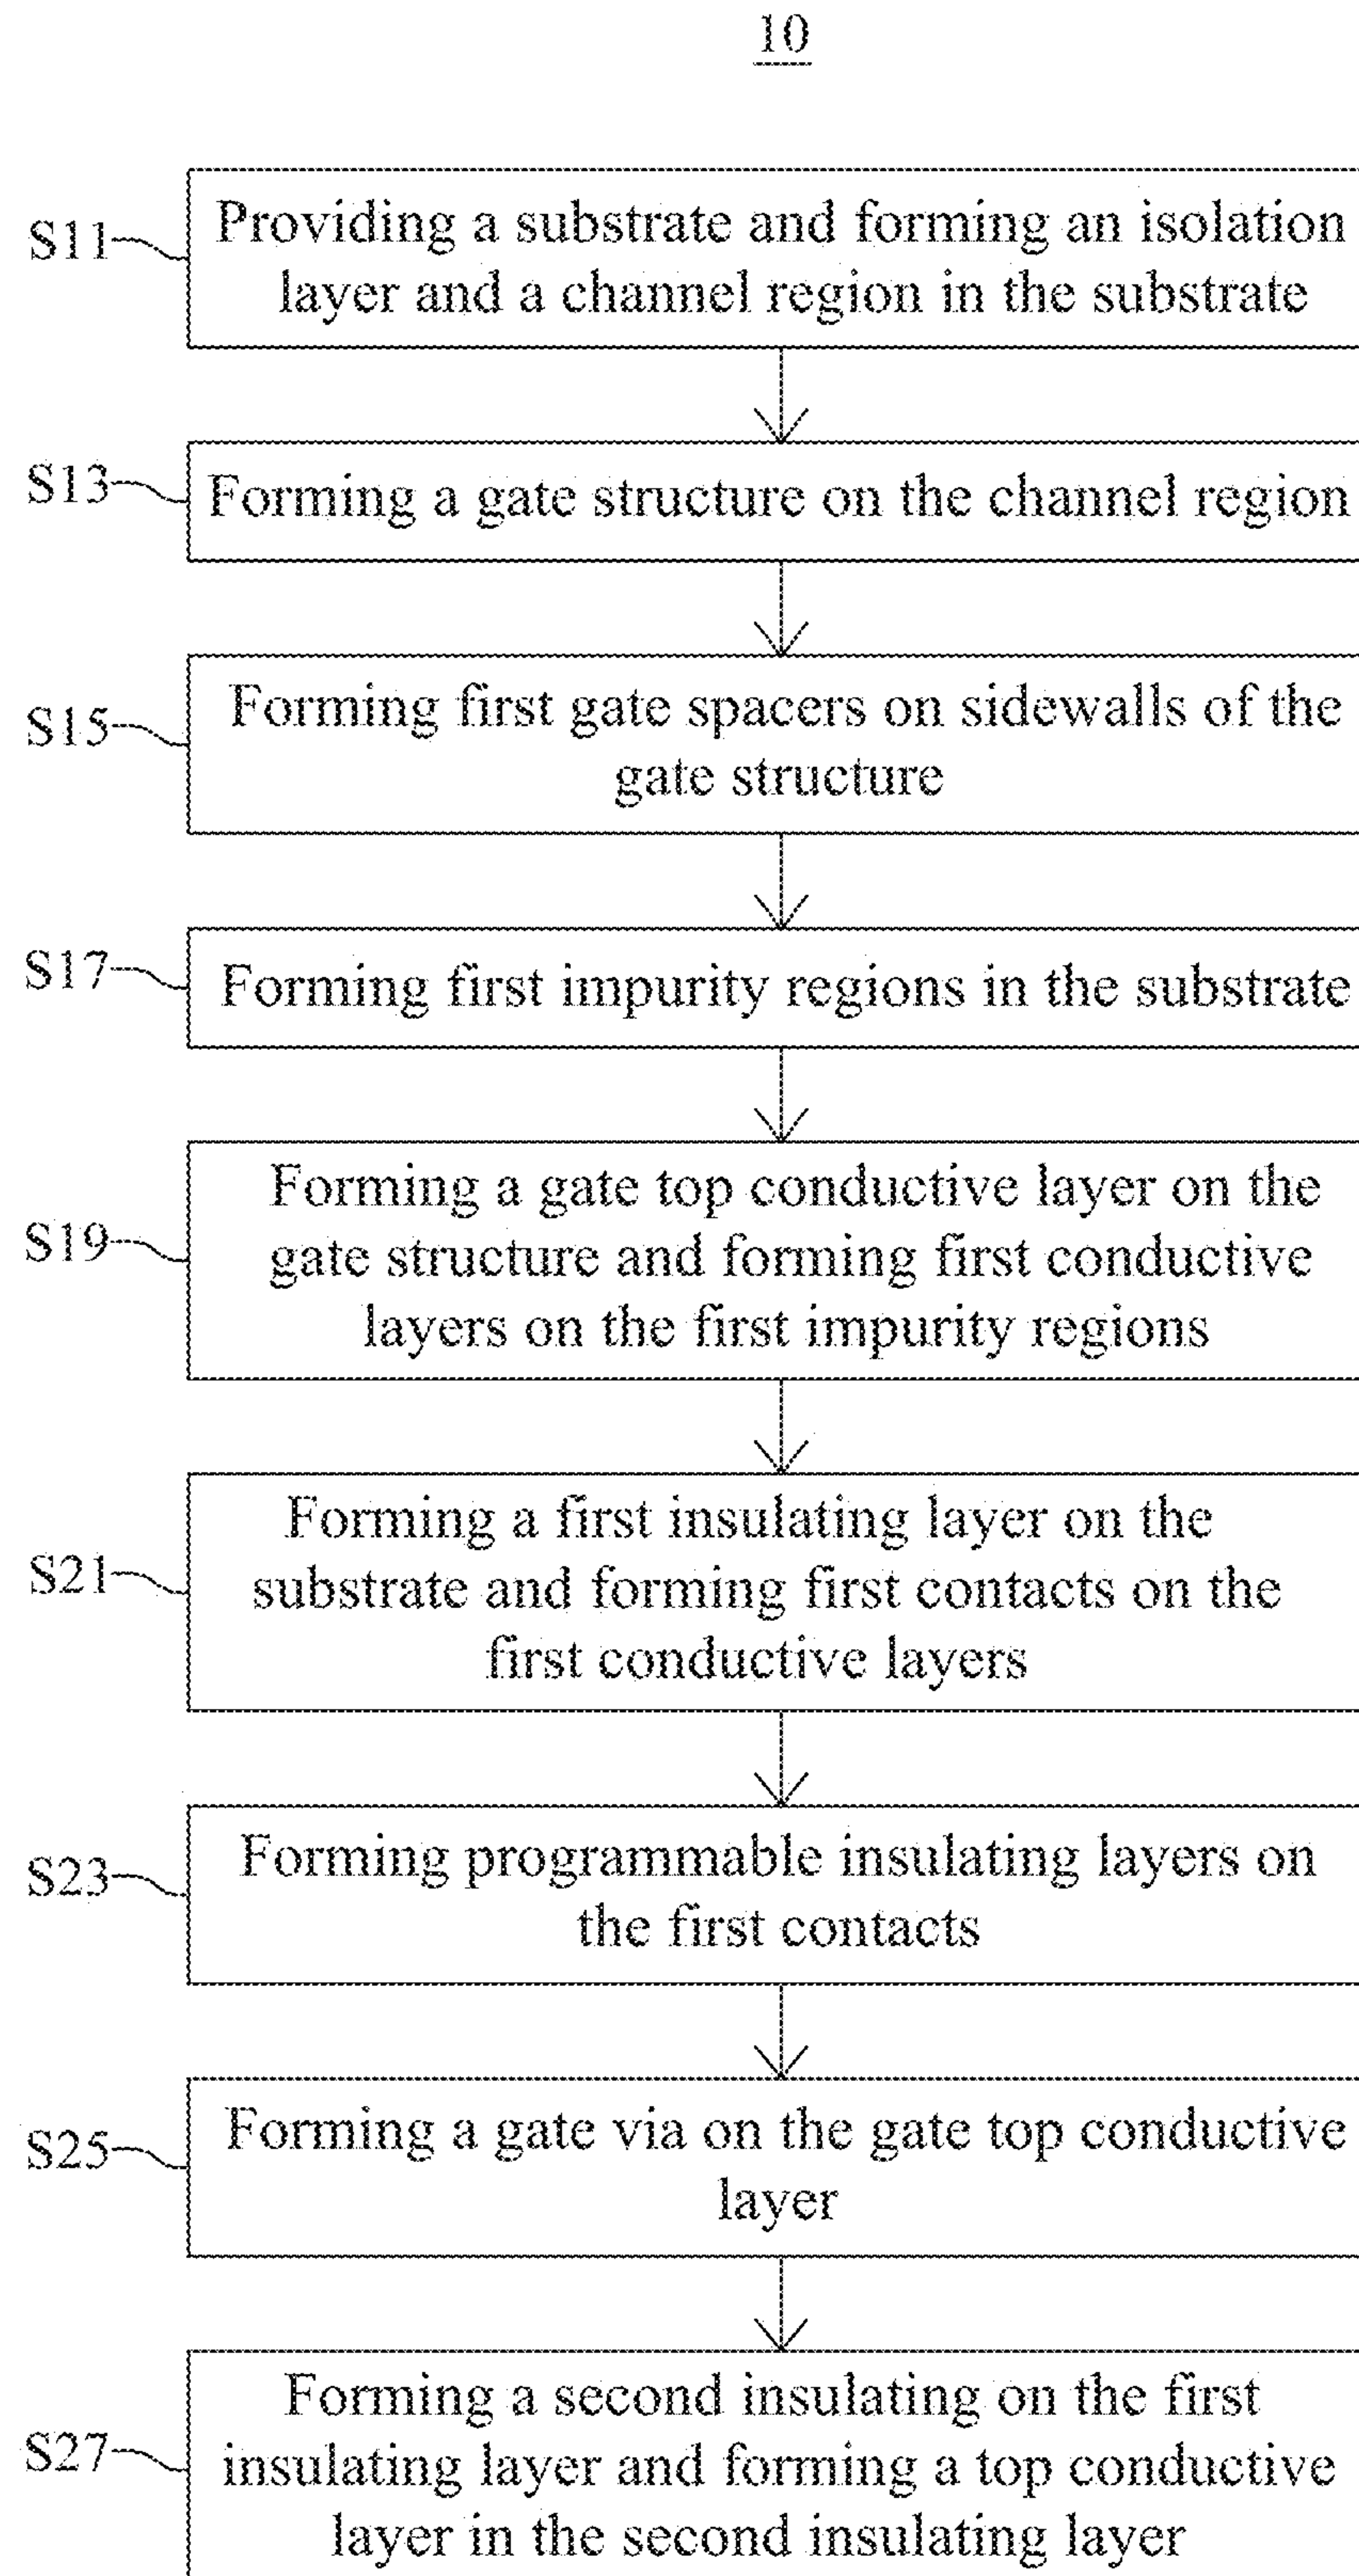 10
S11
Providing a substrate and forming an isolation
layer and a channel region in the substrate
S13
Forming a gate structure on the channel region
S15
Forming first gate spacers on sidewalls of the
gate structure
S17
Forming first impurity regions in the substrate
S19
Forming a gate top conductive layer on the
gate structure and forming first conductive
layers on the first impurity regions
S21
Forming a first insulating layer on the
substrate and forming first contacts on the
first conductive layers
S23
Forming programmable insulating layers on
the first contacts
S25
Forming a gate via on the gate top conductive
layer
S27
Forming a second insulating on the first
insulating layer and forming a top conductive
layer in the second insulating layer